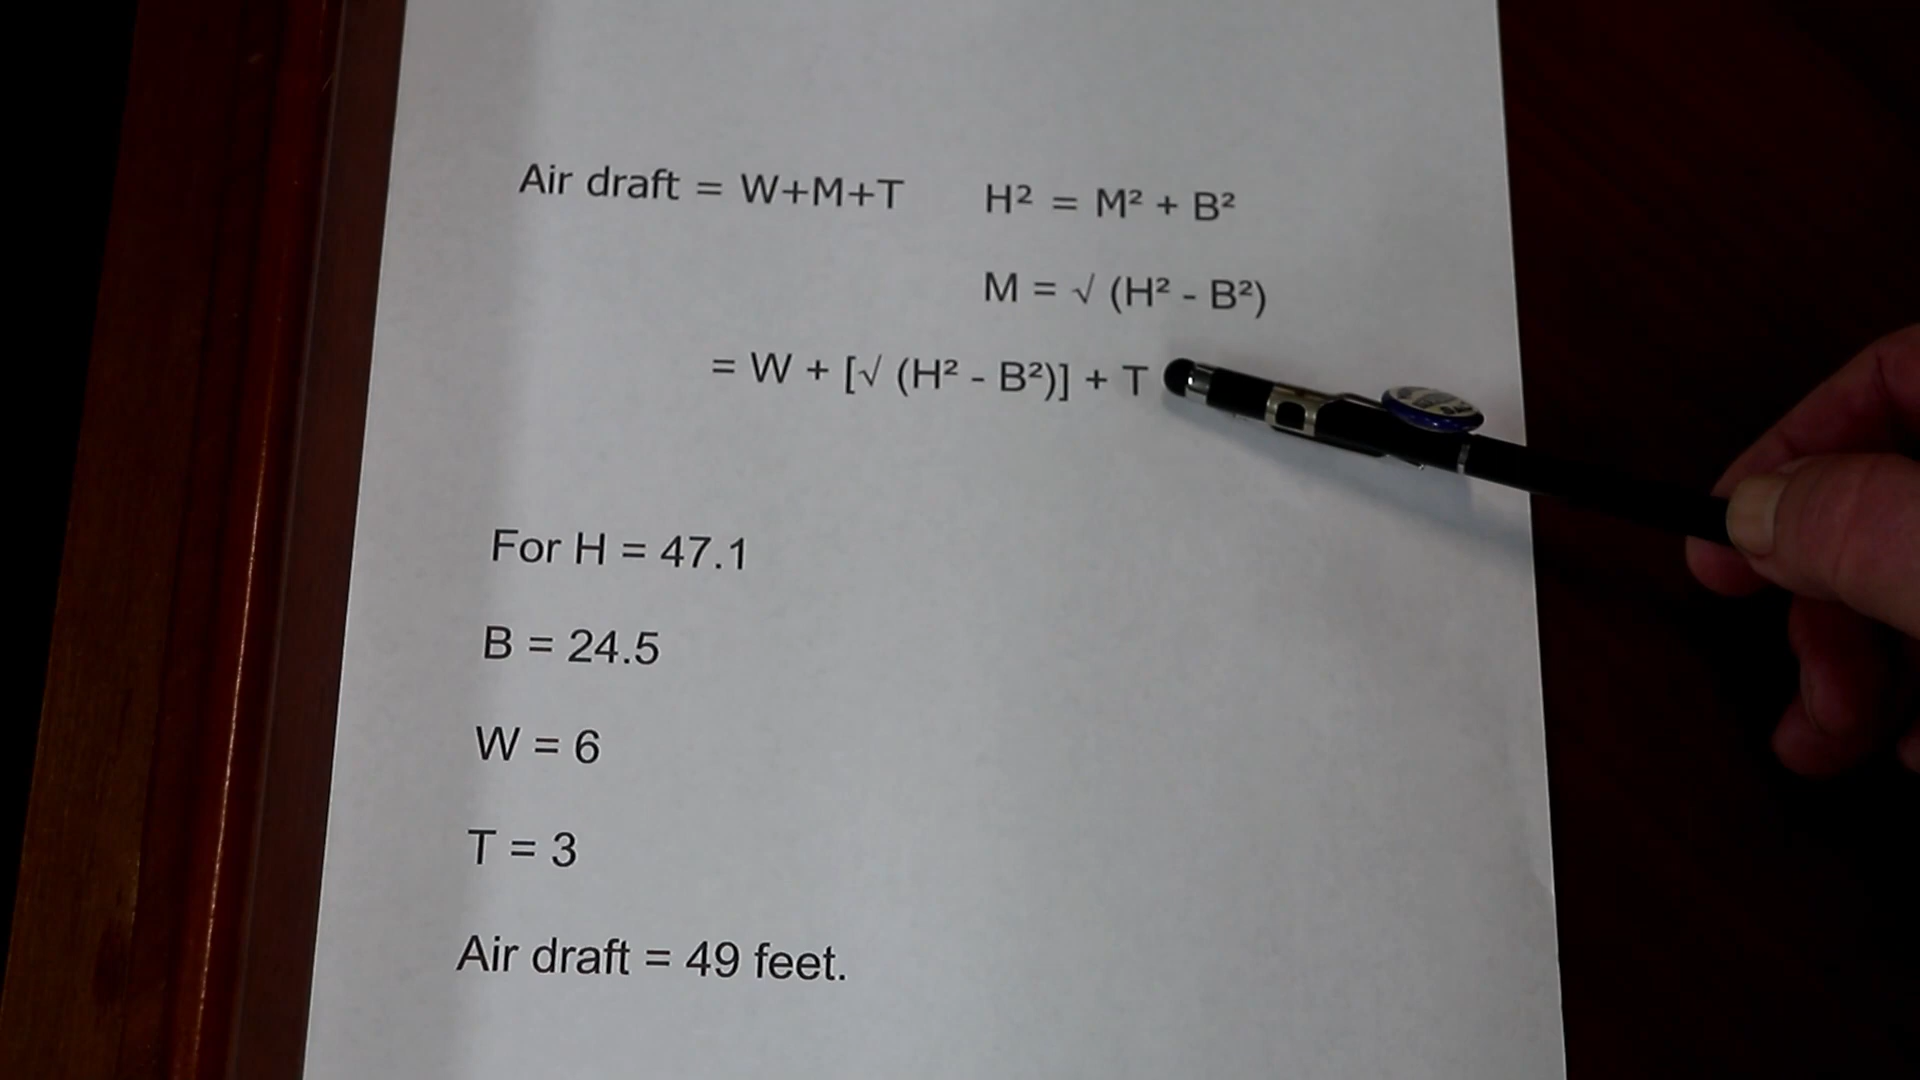 Air draft = W+M+T H² = M² + B²
M = √ (H² - B²)
= W + [√ (H² - B²)] + T
For H = 47.1
B = 24.5
W = 6
T = 3
Air draft = 49 feet.